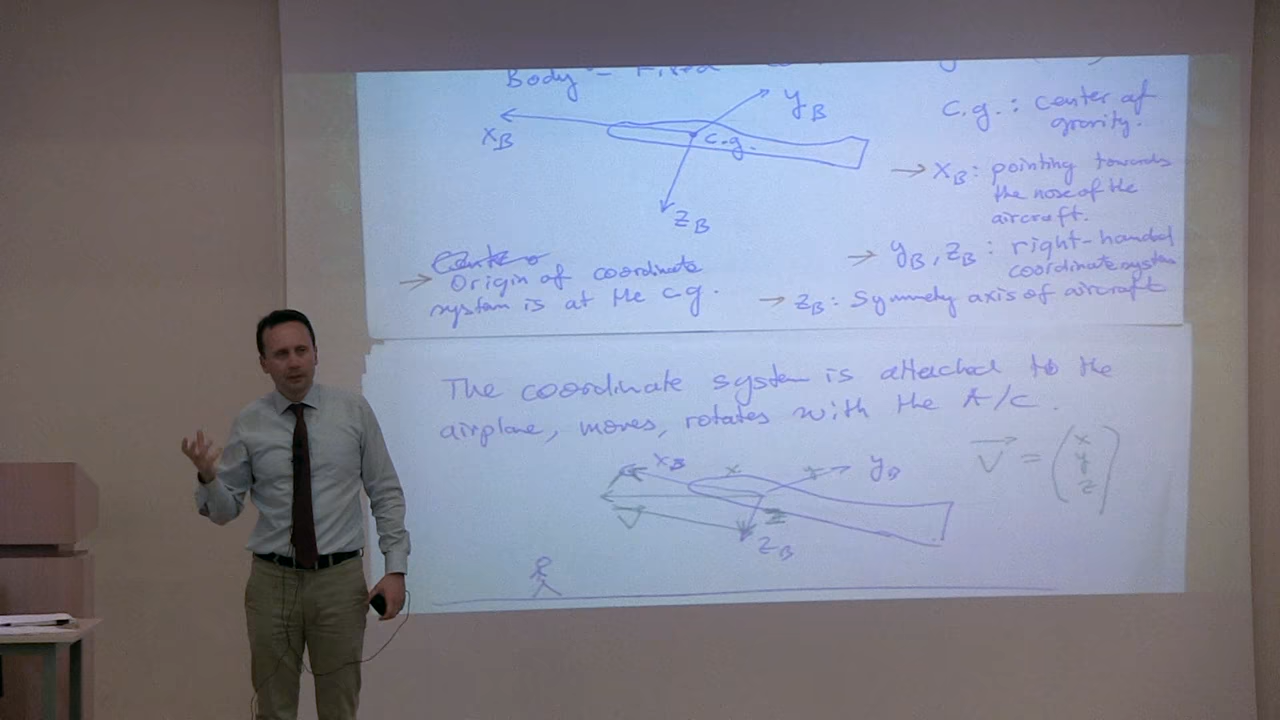 Body-Fixed
y_B
x_B
c.g.
z_B
c.g.: center of
gravity.
→ x_B: pointing towards
the nose of the
aircraft.
→ y_B, z_B: right-handed
coordinate system
→ z_B: Symmety axis of aircraft
→ Origin of coordinate
system is at the c.g.
The coordinate system is attached to the
airplane, moves, rotates with the A/C.
x_B
x
y_B
z
z_B
V
V = (x
y
z)